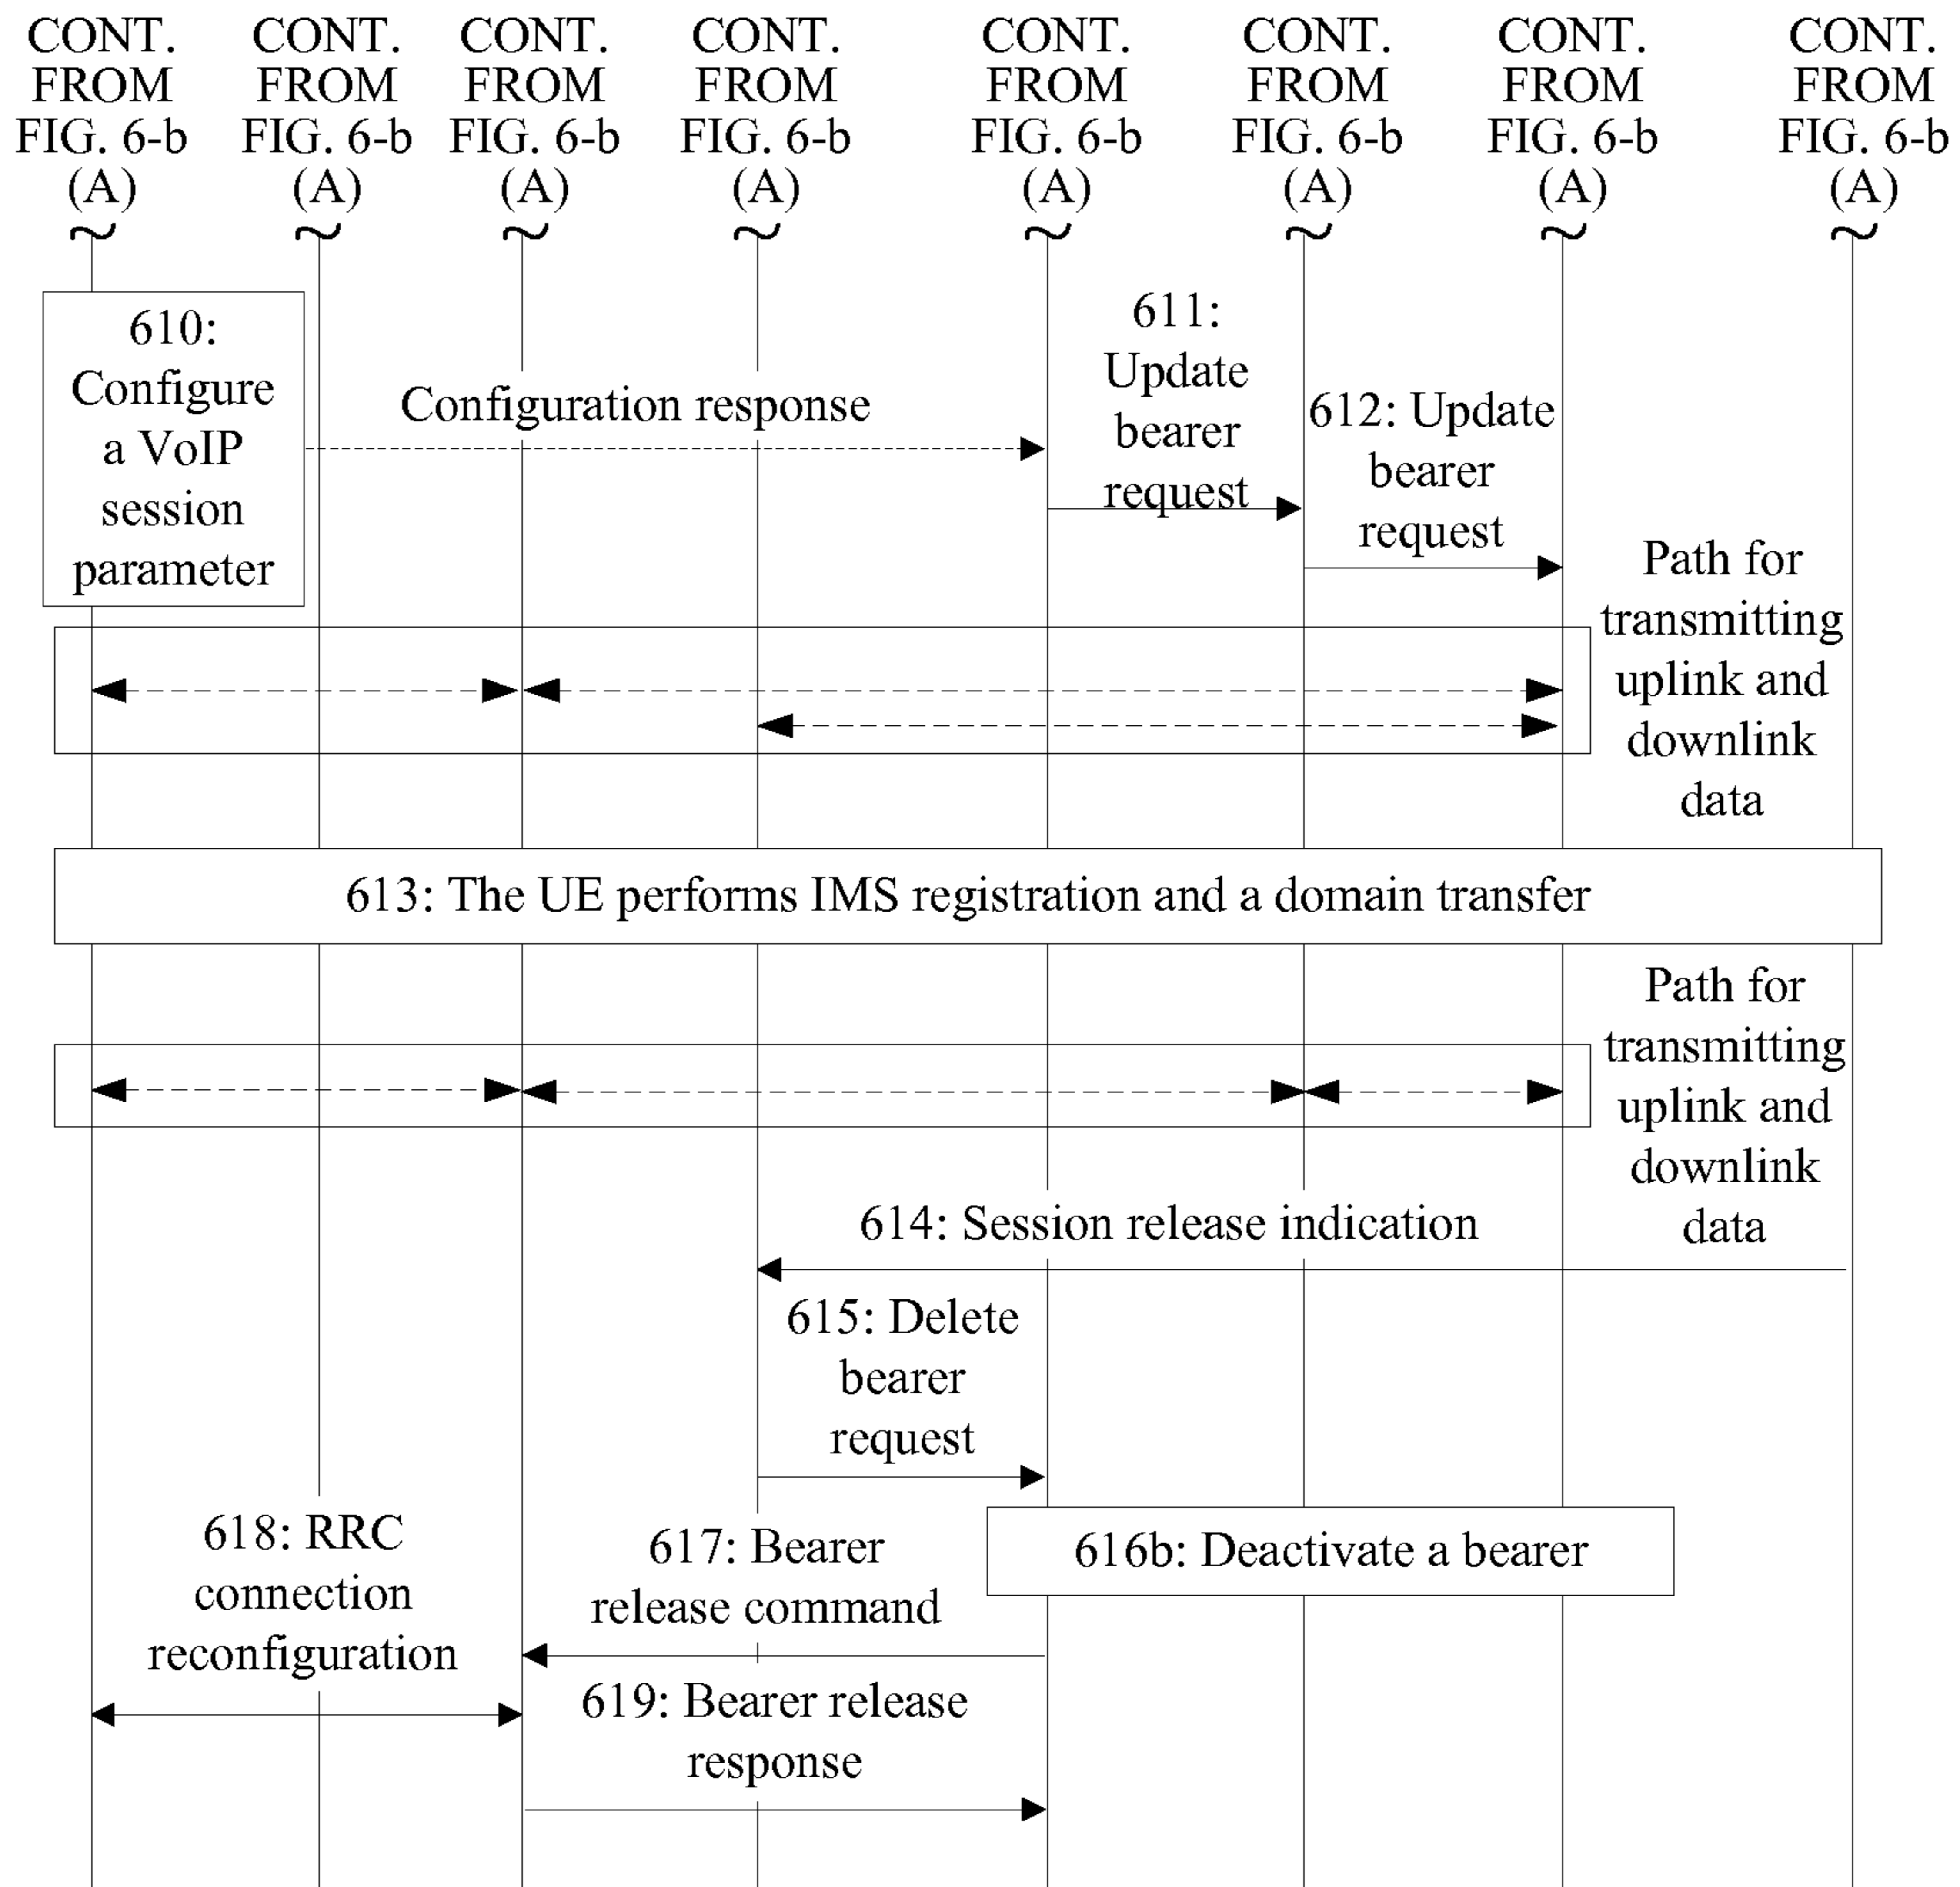 CONT. FROM FIG. 6-b (A)
CONT. FROM FIG. 6-b (A)
CONT. FROM FIG. 6-b (A)
CONT. FROM FIG. 6-b (A)
CONT. FROM FIG. 6-b (A)
CONT. FROM FIG. 6-b (A)
CONT. FROM FIG. 6-b (A)
CONT. FROM FIG. 6-b (A)
610:
Configure
a VoIP
session
parameter
Configuration response
611:
Update
bearer
request
612: Update
bearer
request
Path for
transmitting
uplink and
downlink
data
613: The UE performs IMS registration and a domain transfer
Path for
transmitting
uplink and
downlink
data
614: Session release indication
615: Delete
bearer
request
616b: Deactivate a bearer
617: Bearer
release command
618: RRC
connection
reconfiguration
619: Bearer release
response